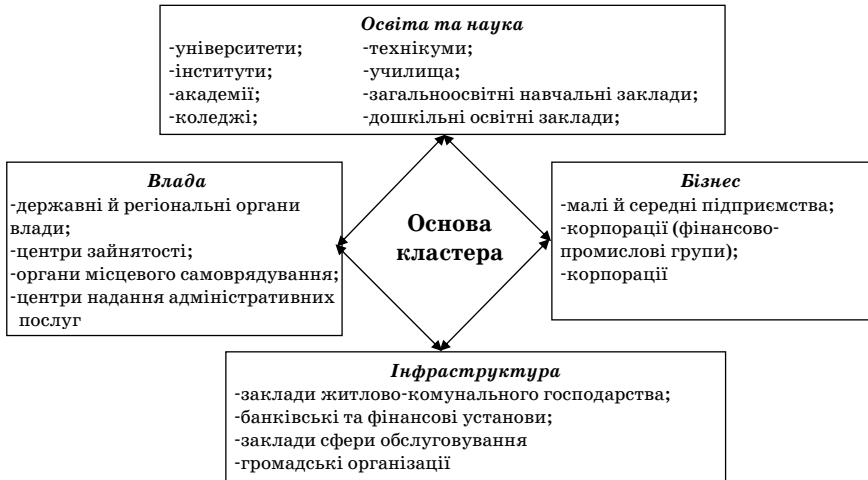 Освіта та наука
-університети; -технікуми;
-інститути; -училища;
-академії; -загальноосвітні навчальні заклади;
-коледжі; -дошкільні освітні заклади;
Влада
-державні й регіональні органи
влади;
-центри зайнятості;
-органи місцевого самоврядування;
-центри надання адміністративних
послуг
Основа
кластера
Бізнес
-малі й середні підприємства;
-корпорації (фінансово-
промислові групи);
-корпорації
Інфраструктура
-заклади житлово-комунального господарства;
-банківські та фінансові установи;
-заклади сфери обслуговування
-громадські організації